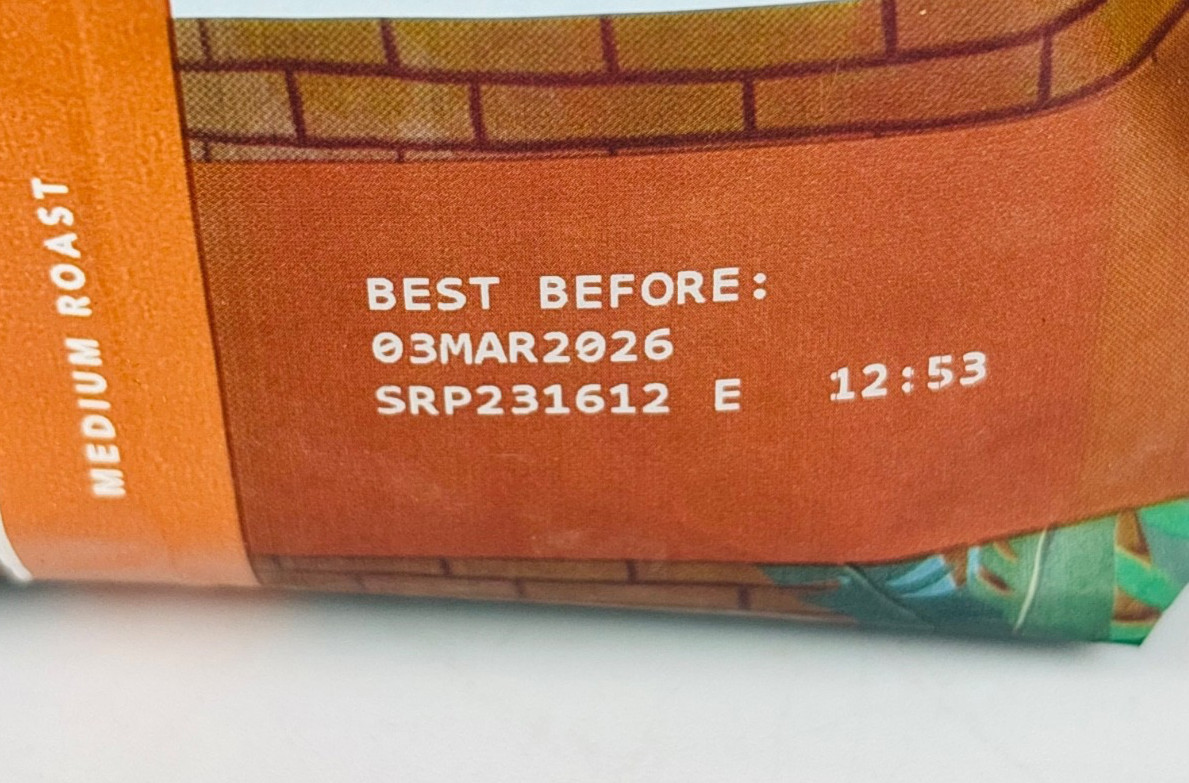 MEDIUM ROAST
BEST BEFORE:
03MAR2026
SRP231612 E 12:53